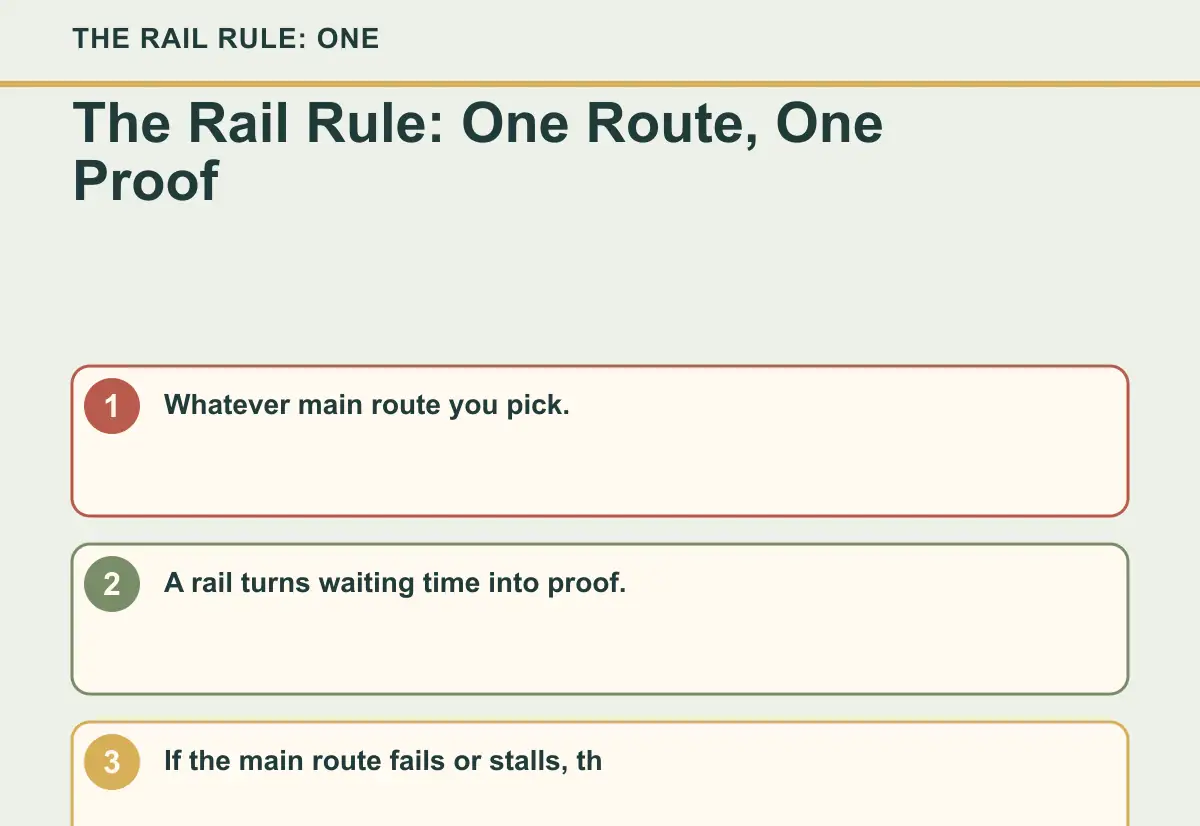 THE RAIL RULE: ONE
The Rail Rule: One Route, One
Proof
1
Whatever main route you pick.
2
A rail turns waiting time into proof.
3
If the main route fails or stalls, th